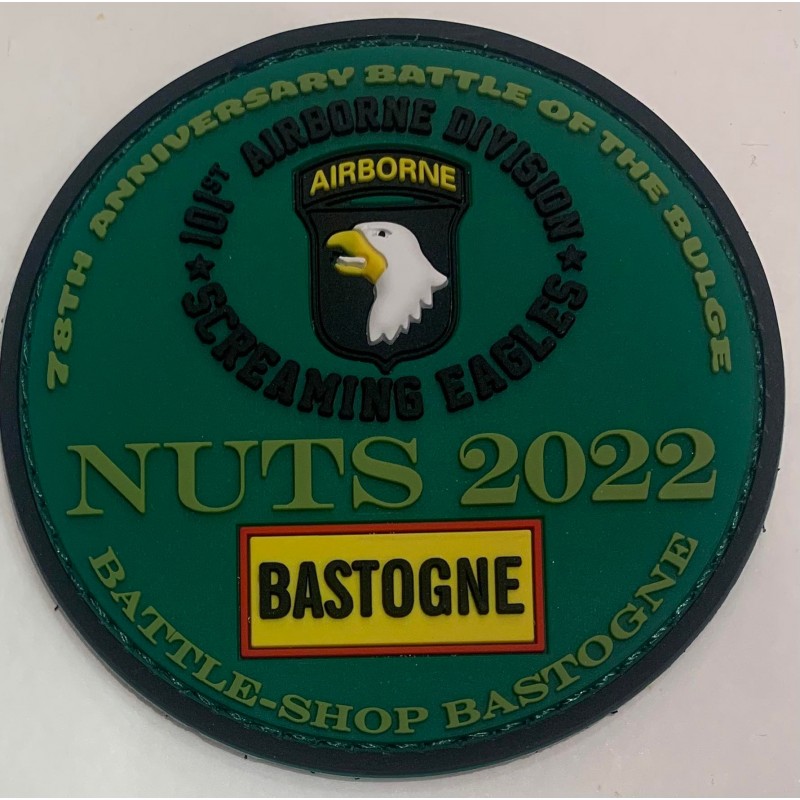 78TH ANNIVERSARY BATTLE OF THE BULGE
101ST AIRBORNE DIVISION
AIRBORNE
★ SCREAMING EAGLES ★
NUTS 2022
BASTOGNE
BATTLE-SHOP BASTOGNE